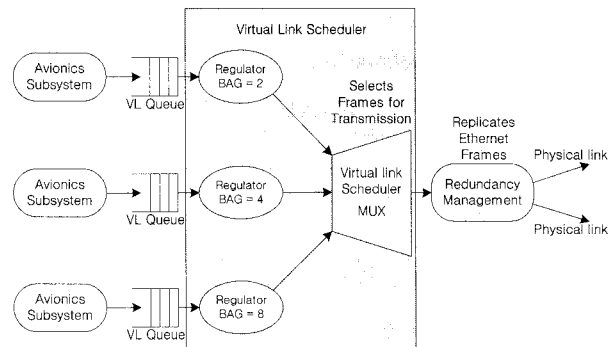 Virtual Link Scheduler
Avionics
Subsystem
VL Queue
Regulator
BAG = 2
Selects
Frames for
Transmission
Replicates
Ethernet
Frames
Physical link
Avionics
Subsystem
VL Queue
Regulator
BAG = 4
Virtual link
Scheduler
MUX
Redundancy
Management
Physical link
Avionics
Subsystem
VL Queue
Regulator
BAG = 8